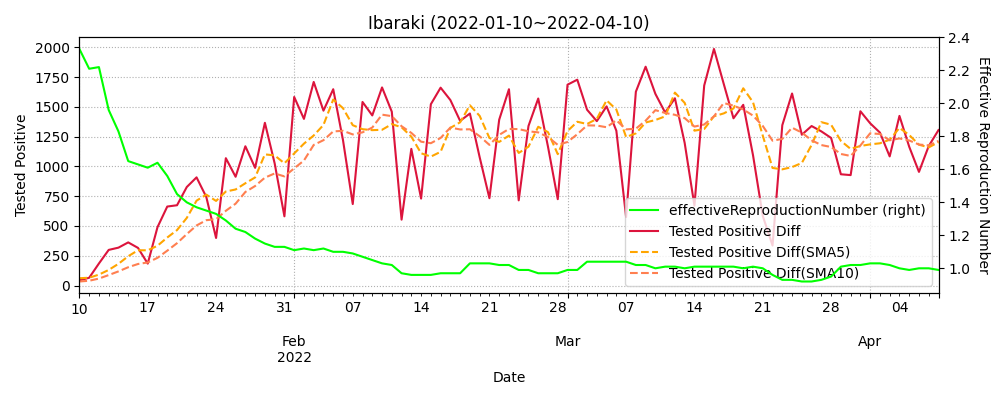 Ibaraki (2022-01-10~2022-04-10)
Tested Positive
2000
1750
1500
1250
1000
750
500
250
0
2.4
2.2
2.0
1.8
1.6
1.4
1.2
1.0
Effective Reproduction Number
effectiveReproductionNumber (right)
Tested Positive Diff
Tested Positive Diff(SMA5)
Tested Positive Diff(SMA10)
10 17 24 31 07 14 21 28 07 14 21 28 04
Feb Mar Apr
2022
Date